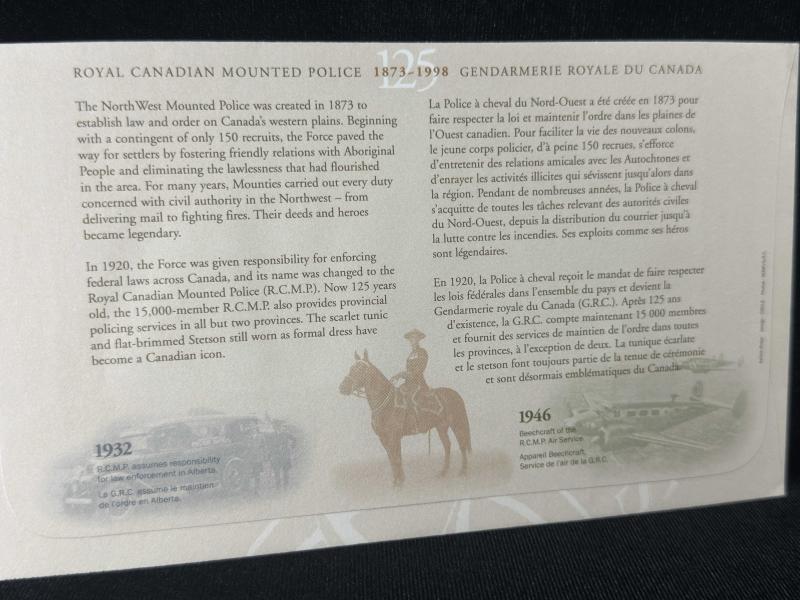 125
ROYAL CANADIAN MOUNTED POLICE 1873-1998 GENDARMERIE ROYALE DU CANADA
The North West Mounted Police was created in 1873 to
establish law and order on Canada's western plains. Beginning
with a contingent of only 150 recruits, the Force paved the
way for settlers by fostering friendly relations with Aboriginal
People and eliminating the lawlessness that had flourished
in the area. For many years, Mounties carried out every duty
concerned with civil authority in the Northwest – from
delivering mail to fighting fires. Their deeds and heroes
became legendary.
In 1920, the Force was given responsibility for enforcing
federal laws across Canada, and its name was changed to the
Royal Canadian Mounted Police (R.C.M.P.). Now 125 years
old, the 15,000-member R.C.M.P. also provides provincial
policing services in all but two provinces. The scarlet tunic
and flat-brimmed Stetson still worn as formal dress have
become a Canadian icon.
La Police à cheval du Nord-Ouest a été créée en 1873 pour
faire respecter la loi et maintenir l'ordre dans les plaines de
l'Ouest canadien. Pour faciliter la vie des nouveaux colons,
le jeune corps policier, d'à peine 150 recrues, s'efforce
d'entretenir des relations amicales avec les Autochtones et
d'enrayer les activités illicites qui sévissent jusqu'alors dans
la région. Pendant de nombreuses années, la Police à cheval
s'acquitte de toutes les tâches relevant des autorités civiles
du Nord-Ouest, depuis la distribution du courrier jusqu'à
la lutte contre les incendies. Ses exploits comme ses héros
sont légendaires.
En 1920, la Police à cheval reçoit le mandat de faire respecter
les lois fédérales dans l'ensemble du pays et devient la
Gendarmerie royale du Canada (G.R.C.). Après 125 ans
d'existence, la G.R.C. compte maintenant 15 000 membres
et fournit des services de maintien de l'ordre dans toutes
les provinces, à l'exception de deux. La tunique écarlate
et le stetson font toujours partie de la tenue de cérémonie
et sont désormais emblématiques du Canada.
1932
R.C.M.P. assumes responsibility
for law enforcement in Alberta.
La G.R.C. assume le maintien
de l'ordre en Alberta.
1946
Beechcraft of the
R.C.M.P. Air Service.
Appareil Beechcraft,
Service de l'air de la G.R.C.